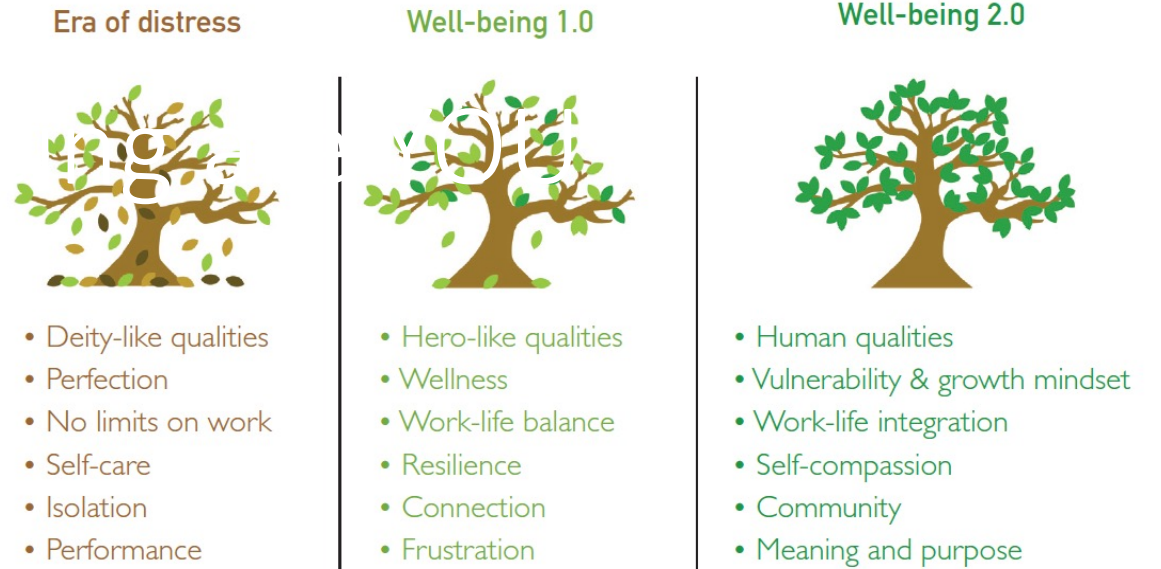 Era of distress
Well-being 1.0
Well-being 2.0
• Deity-like qualities
• Perfection
• No limits on work
• Self-care
• Isolation
• Performance
• Hero-like qualities
• Wellness
• Work-life balance
• Resilience
• Connection
• Frustration
• Human qualities
• Vulnerability & growth mindset
• Work-life integration
• Self-compassion
• Community
• Meaning and purpose